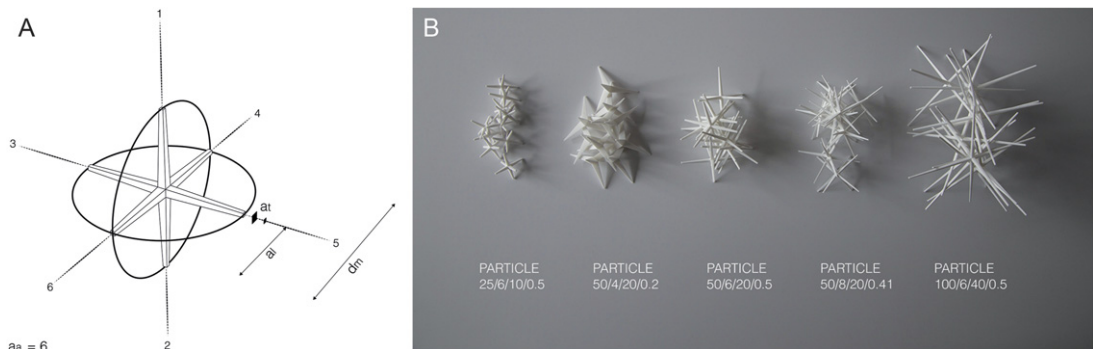 A
1
4
3
at
5
al
dm
6
2
aa = 6
B
PARTICLE
25/6/10/0.5
PARTICLE
50/4/20/0.2
PARTICLE
50/6/20/0.5
PARTICLE
50/8/20/0.41
PARTICLE
100/6/40/0.5